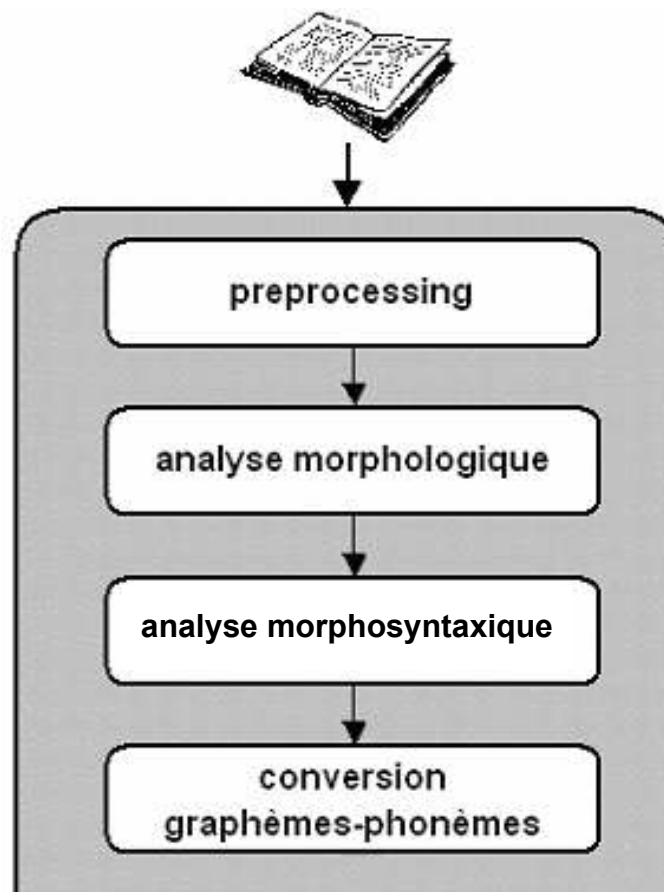 preprocessing
analyse morphologique
analyse morphosyntaxique
conversion
graphèmes-phonèmes